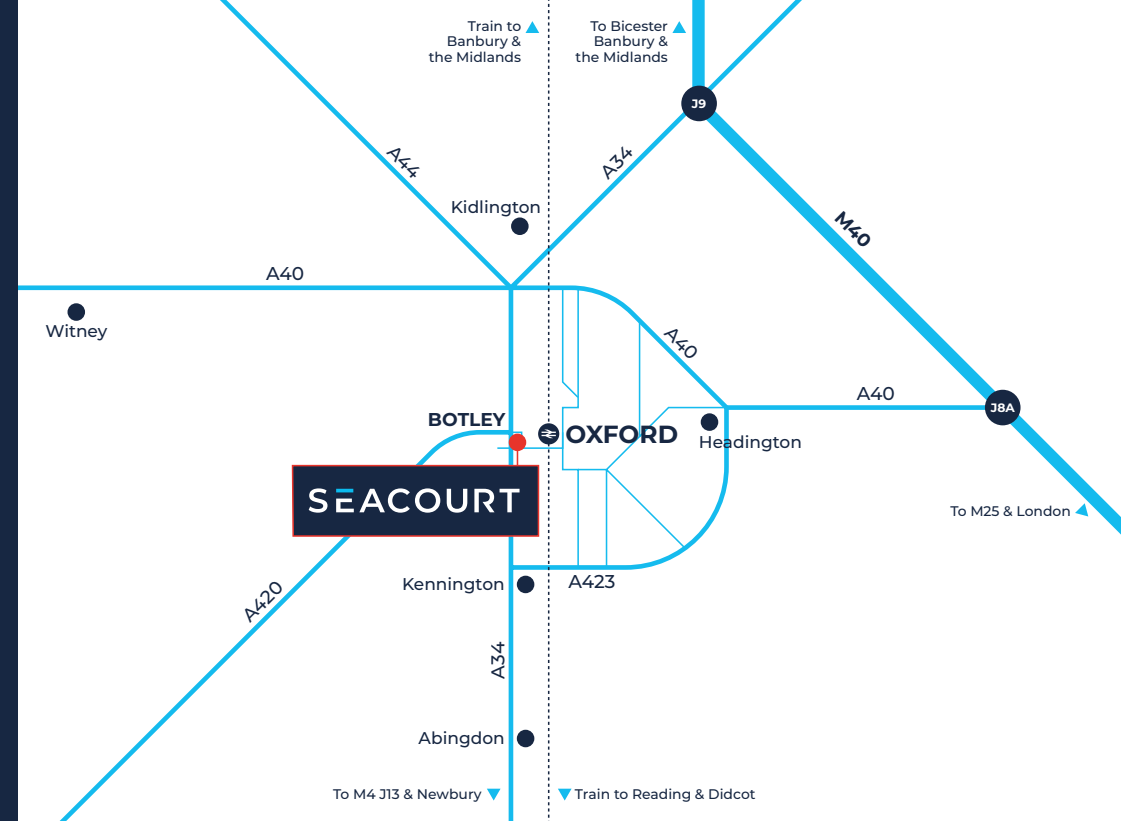 Train to
Banbury &
the Midlands
To Bicester
Banbury &
the Midlands
J9
A44
A34
Kidlington
M40
A40
Witney
A40
A40
J8A
BOTLEY
OXFORD
Headington
SEACOURT
To M25 & London
Kennington
A423
A420
A34
Abingdon
To M4 J13 & Newbury
Train to Reading & Didcot